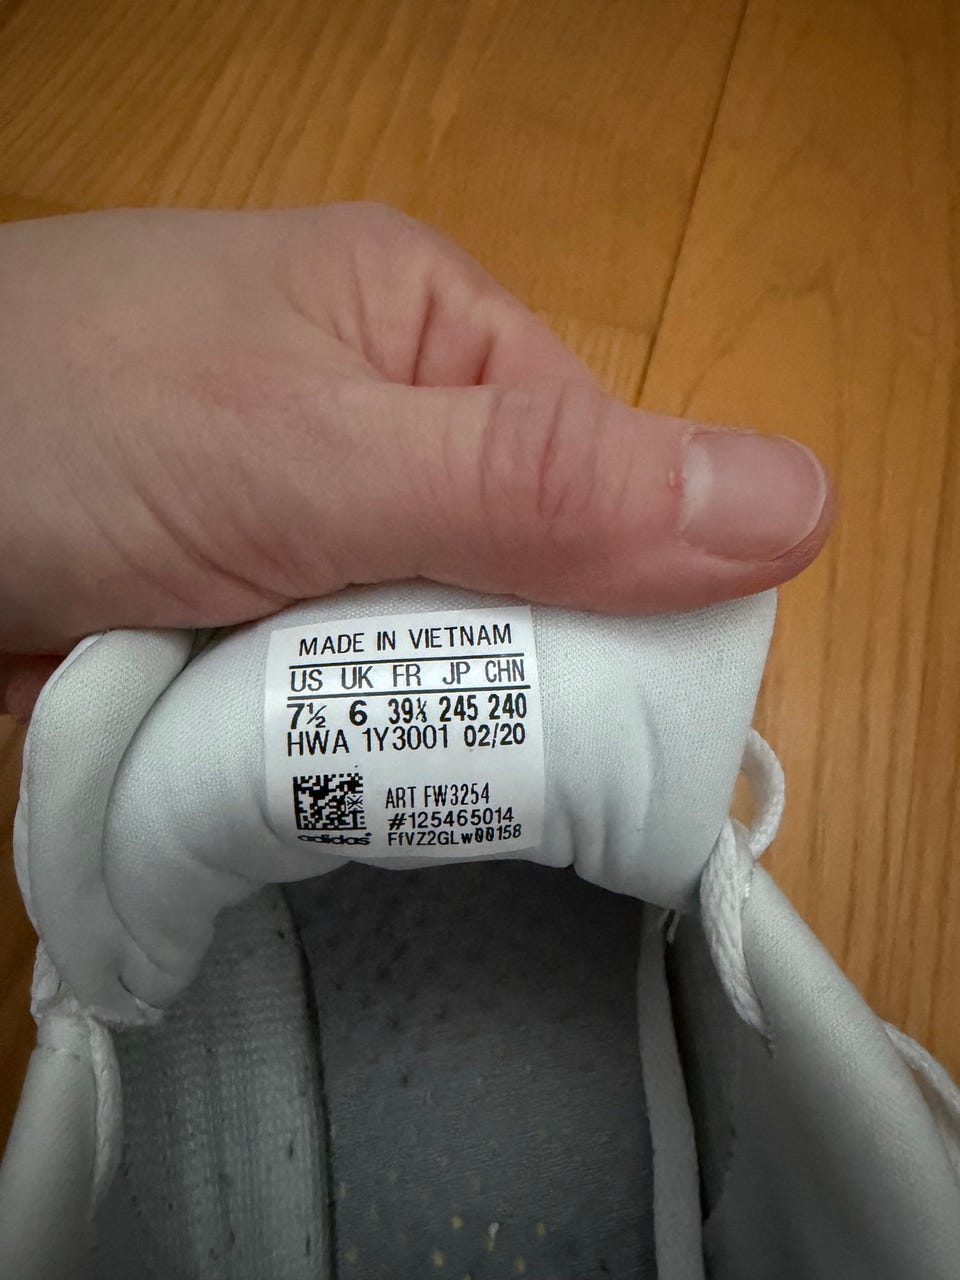 MADE IN VIETNAM
US UK FR JP CHN
7½ 6 39⅓ 245 240
HWA 1Y3001 02/20
ART FW3254
#125465014
adidas FfVZ2GLw00158